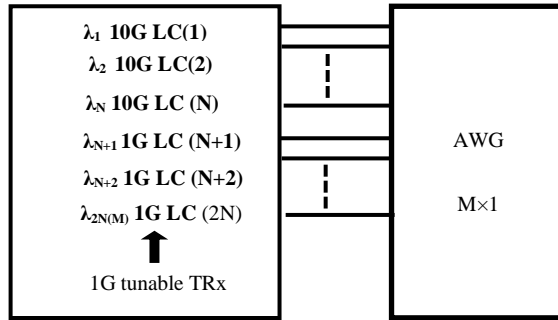 λ1 10G LC(1)
λ2 10G LC(2)
λN 10G LC (N)
λN+1 1G LC (N+1)
λN+2 1G LC (N+2)
λ2N(M) 1G LC (2N)
1G tunable TRx
AWG
M×1